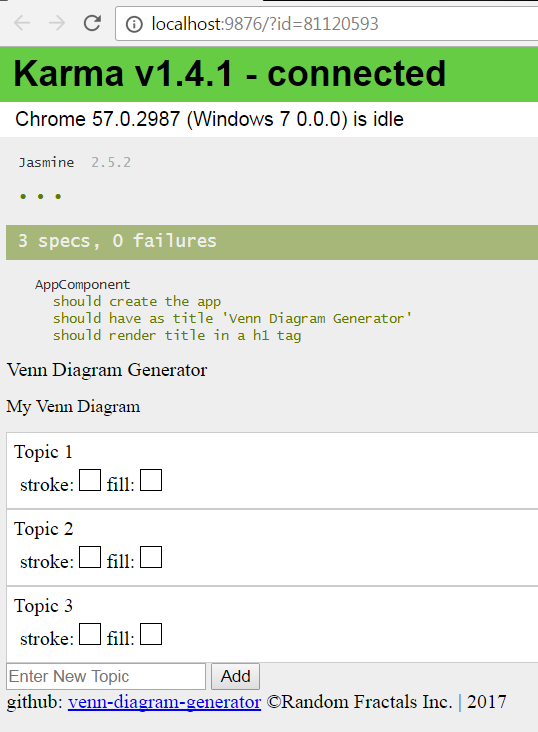 localhost:9876/?id=81120593
Karma v1.4.1 - connected
Chrome 57.0.2987 (Windows 7 0.0.0) is idle
Jasmine 2.5.2
• • •
3 specs, 0 failures
AppComponent
should create the app
should have as title 'Venn Diagram Generator'
should render title in a h1 tag
Venn Diagram Generator
My Venn Diagram
Topic 1
stroke: fill:
Topic 2
stroke: fill:
Topic 3
stroke: fill:
Enter New Topic Add
github: venn-diagram-generator ©Random Fractals Inc. | 2017